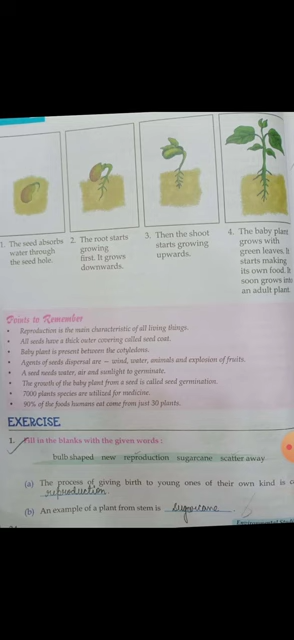 1. The seed absorbs
water through
the seed hole.
2. The root starts
growing
first. It grows
downwards.
3. Then the shoot
starts growing
upwards.
4. The baby plant
grows with
green leaves. It
starts making
its own food. It
soon grows into
an adult plant.
Points to Remember
• Reproduction is the main characteristic of all living things.
• All seeds have a thick outer covering called seed coat.
• Baby plant is present between the cotyledons.
• Agents of seeds dispersal are — wind, water, animals and explosion of fruits.
• A seed needs water, air and sunlight to germinate.
• The growth of the baby plant from a seed is called seed germination.
• 7000 plants species are utilized for medicine.
• 90% of the foods humans eat come from just 30 plants.
EXERCISE
1. Fill in the blanks with the given words :
bulb shaped new reproduction sugarcane scatter away
(a) The process of giving birth to young ones of their own kind is
reproduction
(b) An example of a plant from stem is Sugarcane.